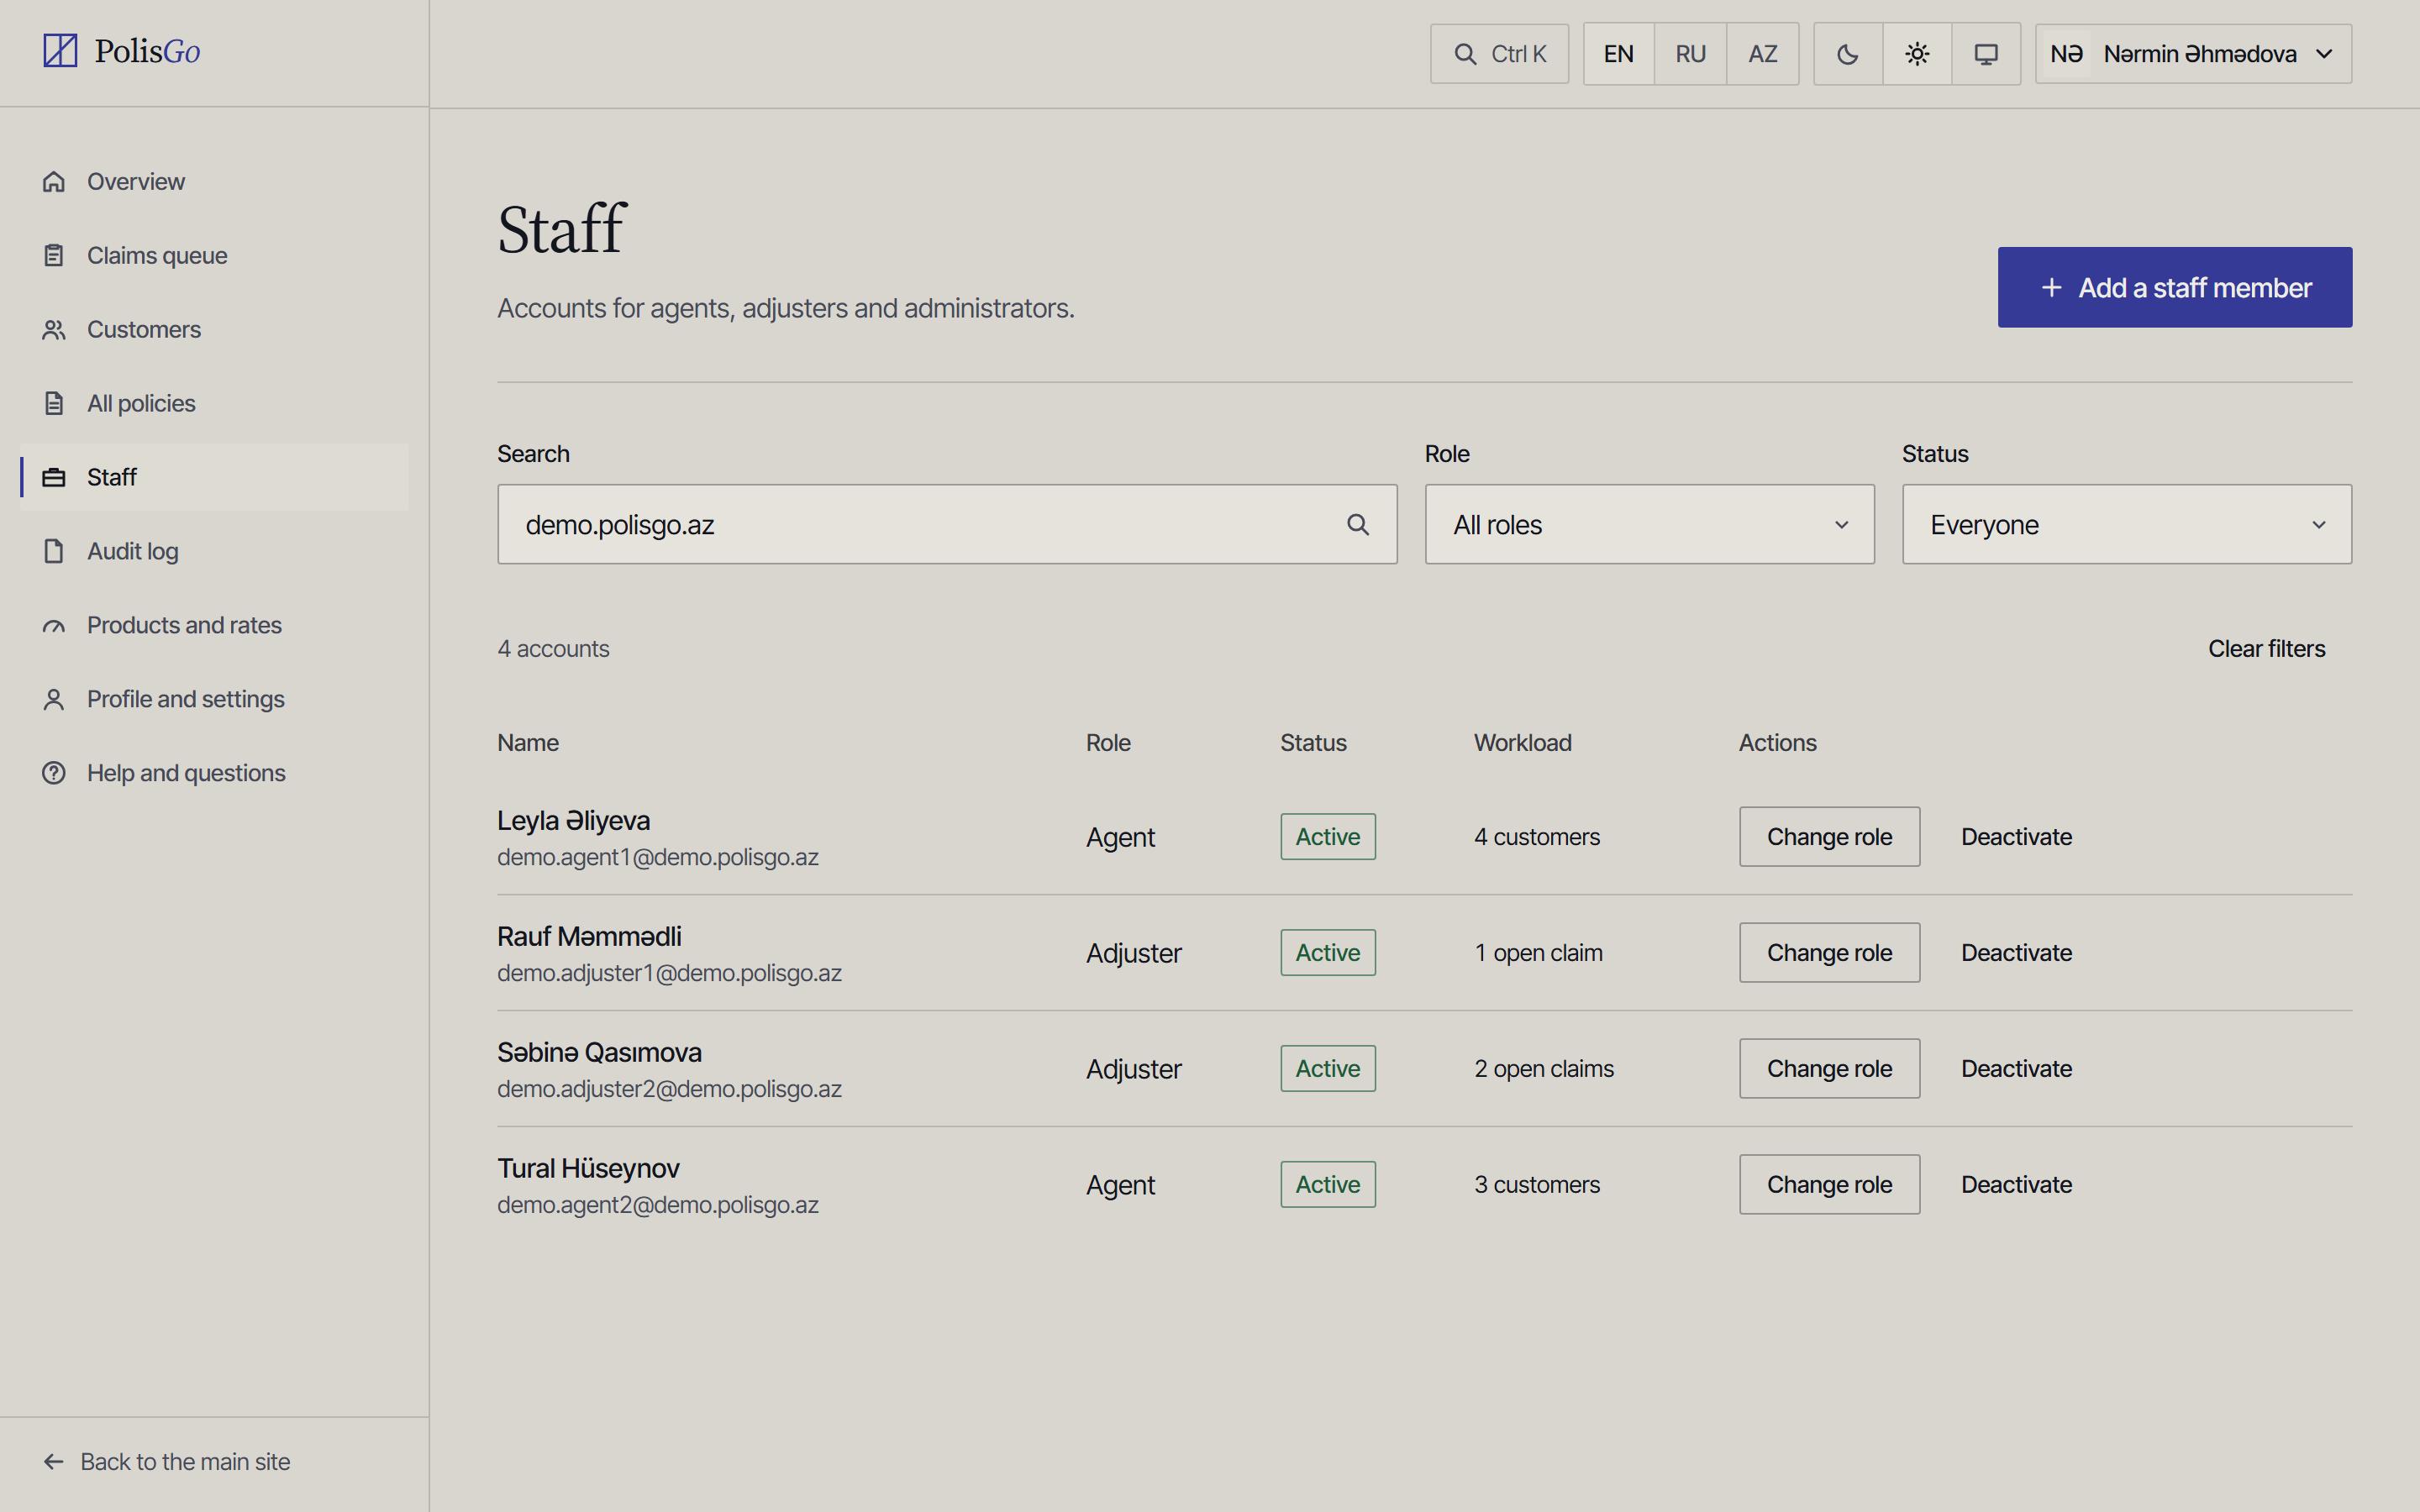 PolisGo
Ctrl K
EN
RU
AZ
NƏ
Nərmin Əhmədova
Overview
Claims queue
Customers
All policies
Staff
Audit log
Products and rates
Profile and settings
Help and questions
Back to the main site
Staff
Accounts for agents, adjusters and administrators.
+ Add a staff member
Search
Role
Status
demo.polisgo.az
All roles
Everyone
4 accounts
Clear filters
Name Role Status Workload Actions
Leyla Əliyeva
demo.agent1@demo.polisgo.az
Agent
Active
4 customers
Change role
Deactivate
Rauf Məmmədli
demo.adjuster1@demo.polisgo.az
Adjuster
Active
1 open claim
Change role
Deactivate
Səbinə Qasımova
demo.adjuster2@demo.polisgo.az
Adjuster
Active
2 open claims
Change role
Deactivate
Tural Hüseynov
demo.agent2@demo.polisgo.az
Agent
Active
3 customers
Change role
Deactivate